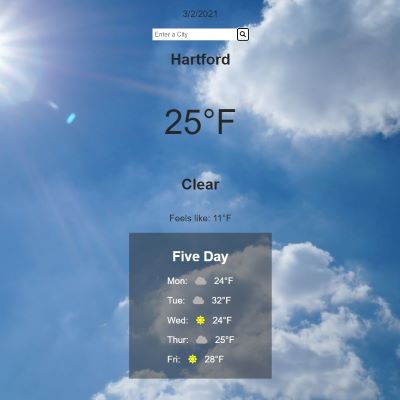 3/2/2021
Enter a City
Hartford
25°F
Clear
Feels like: 11°F
Five Day
Mon: 24°F
Tue: 32°F
Wed: 24°F
Thur: 25°F
Fri: 28°F